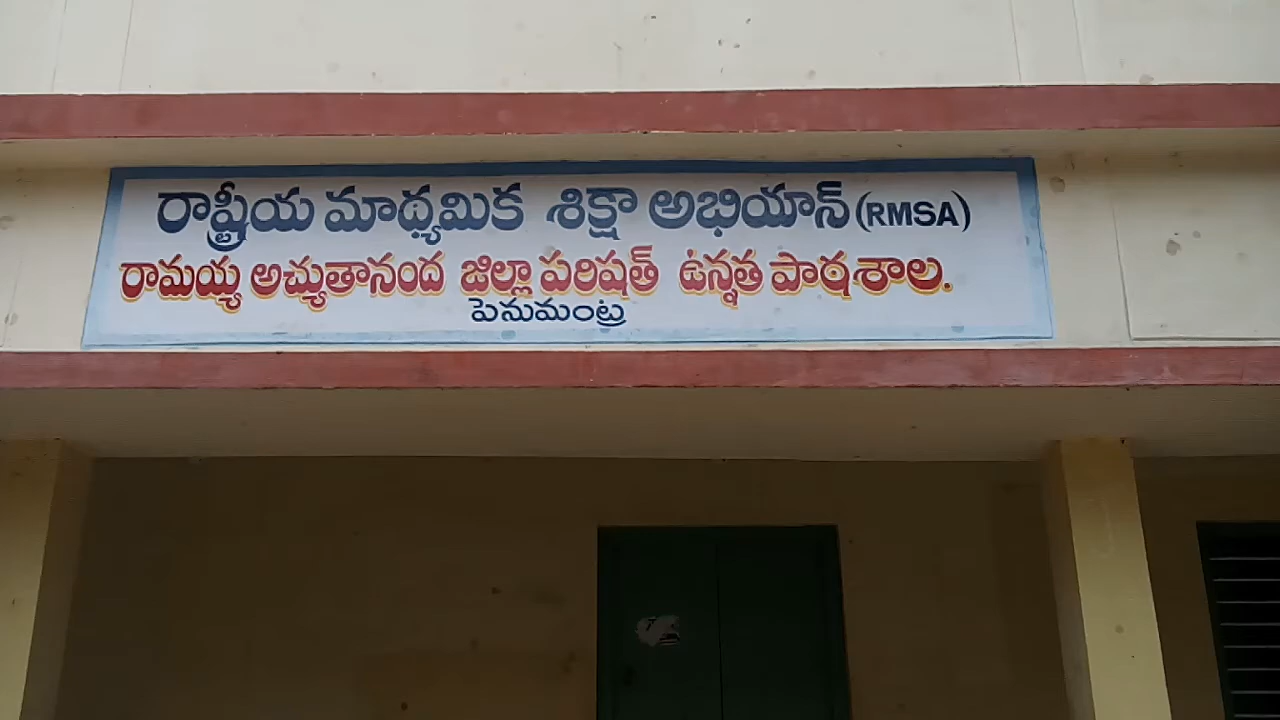 రాష్ట్రీయ మాధ్యమిక శిక్షా అభియాన్ (RMSA)
రామయ్య అచ్యుతానంద జిల్లా పరిషత్ ఉన్నత పాఠశాల.
పెనుమంట్ర